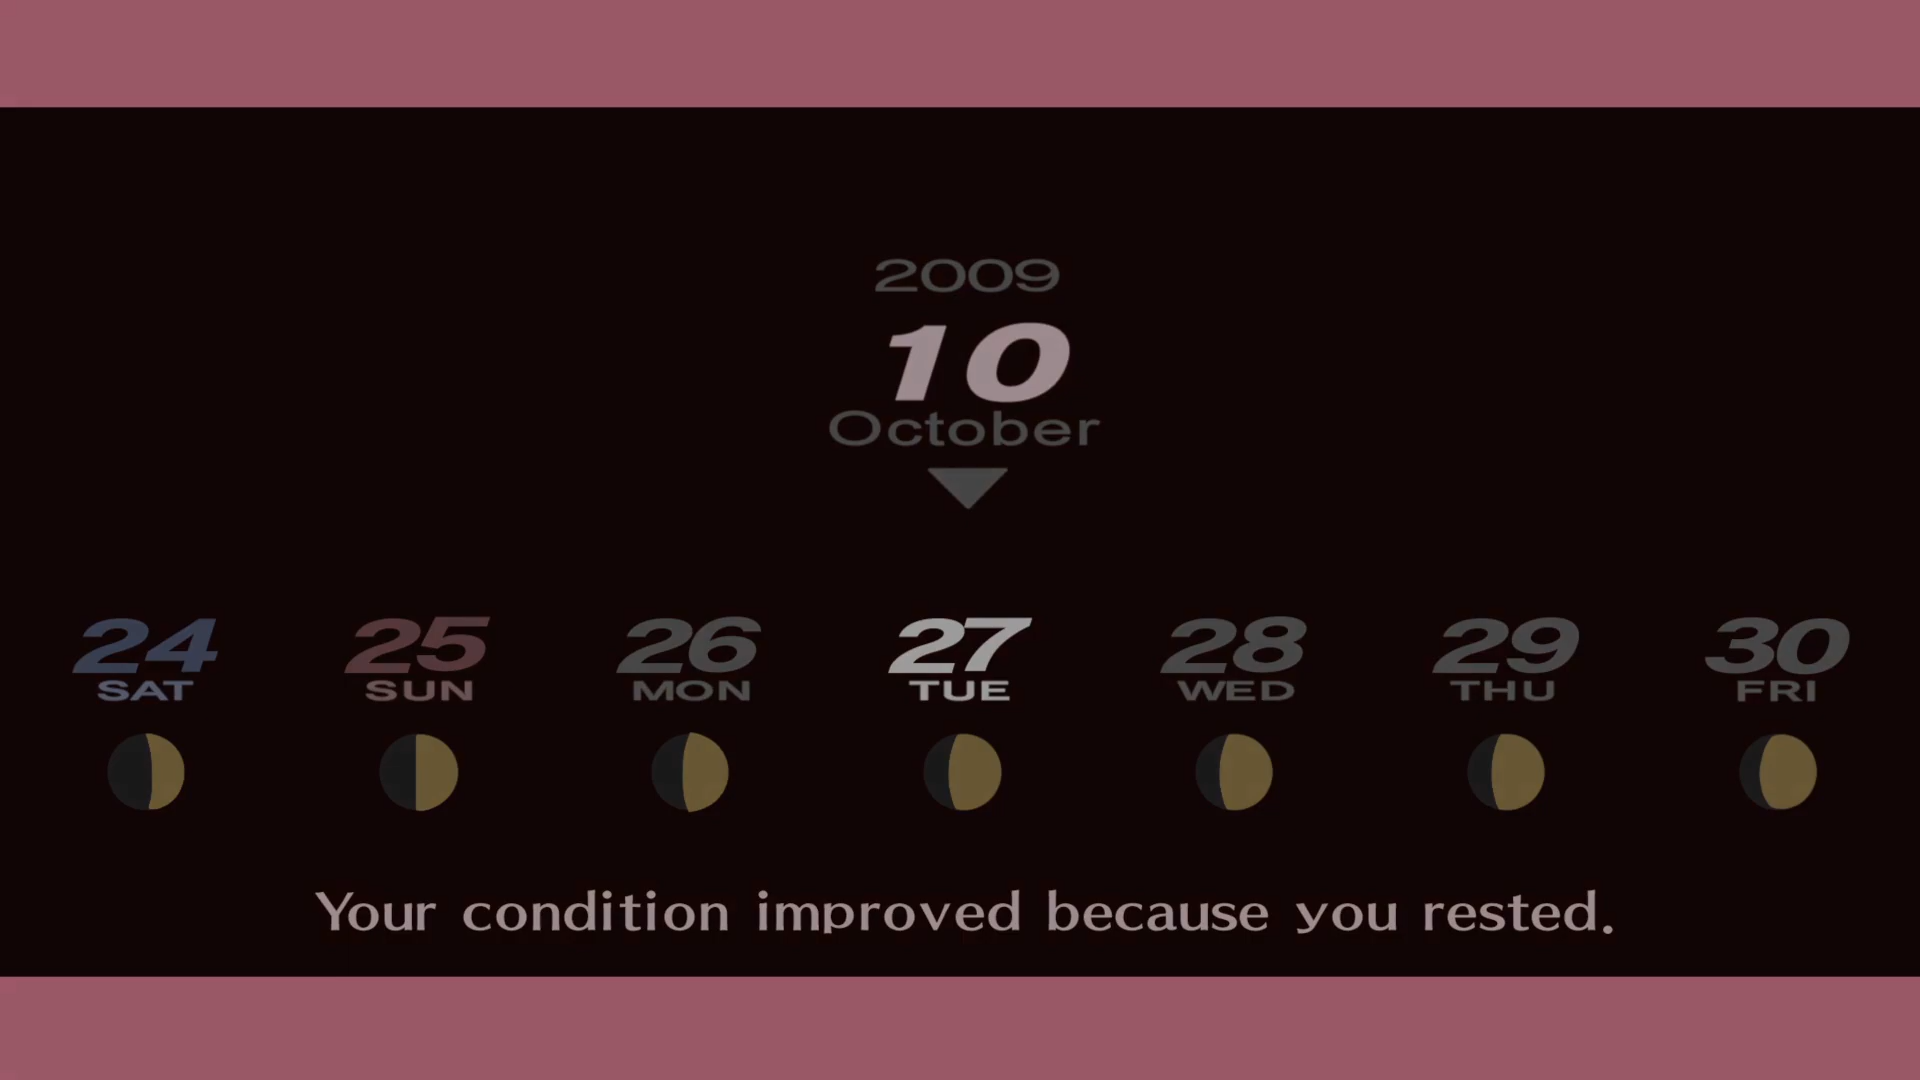 2009
10
October
24 25 26 27 28 29 30
SAT SUN MON TUE WED THU FRI
Your condition improved because you rested.